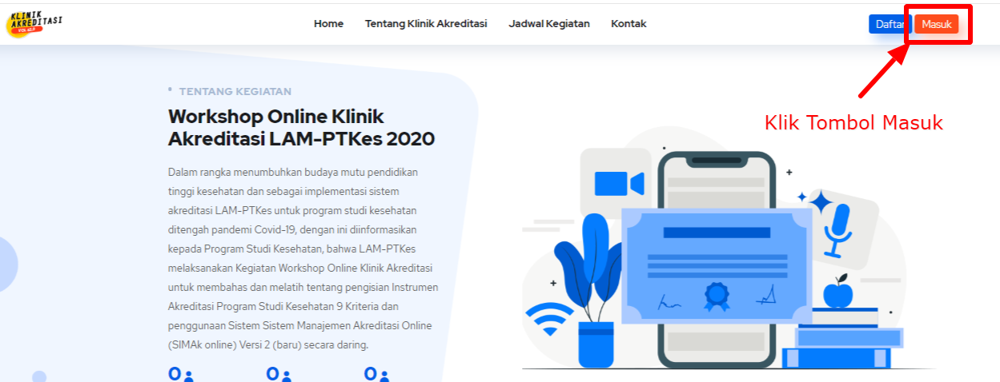 KLINIK
AKREDITASI
Home Tentang Klinik Akreditasi Jadwal Kegiatan Kontak
Daftar Masuk
Klik Tombol Masuk
TENTANG KEGIATAN
Workshop Online Klinik
Akreditasi LAM-PTKes 2020
Dalam rangka menumbuhkan budaya mutu pendidikan
tinggi kesehatan dan sebagai implementasi sistem
akreditasi LAM-PTKes untuk program studi kesehatan
ditengah pandemi Covid-19, dengan ini diinformasikan
kepada Program Studi Kesehatan, bahwa LAM-PTKes
melaksanakan Kegiatan Workshop Online Klinik Akreditasi
untuk membahas dan melatih tentang pengisian Instrumen
Akreditasi Program Studi Kesehatan 9 Kriteria dan
penggunaan Sistem Sistem Manajemen Akreditasi Online
(SIMAk online) Versi 2 (baru) secara daring.
0 0 0